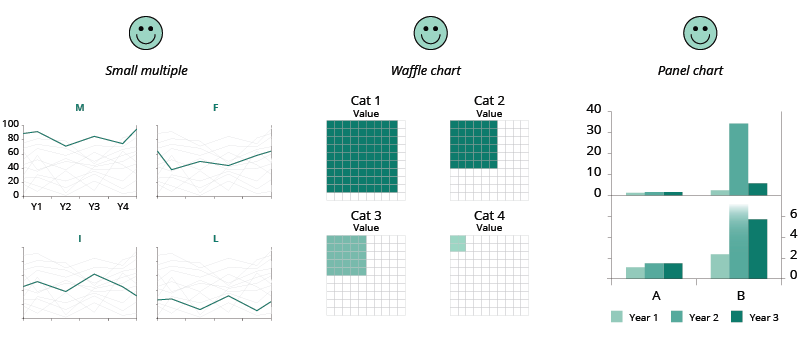 Small multiple
Waffle chart
Panel chart
M
F
100
80
60
40
20
0
Y1 Y2 Y3 Y4
I
L
Cat 1
Value
Cat 2
Value
Cat 3
Value
Cat 4
Value
40
30
20
10
0
6
4
2
0
A
B
Year 1
Year 2
Year 3